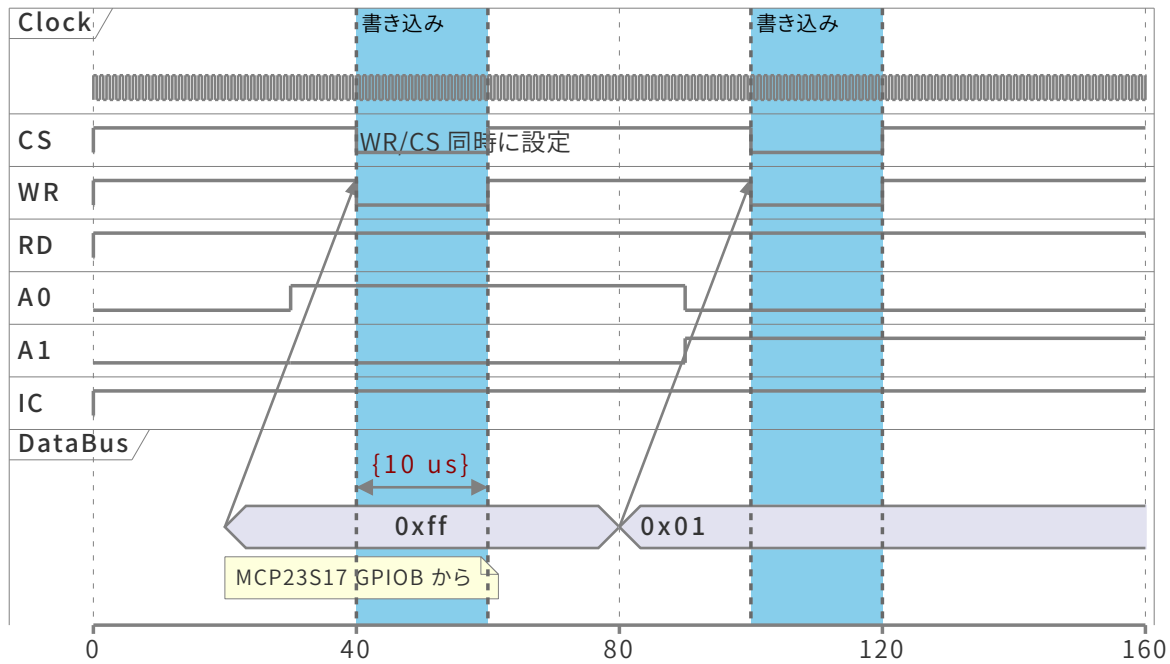 Clock
書き込み
書き込み
CS
WR/CS 同時に設定
WR
RD
A0
A1
IC
DataBus
{10 us}
0xff
0x01
MCP23S17 GPIOB から
0
40
80
120
160